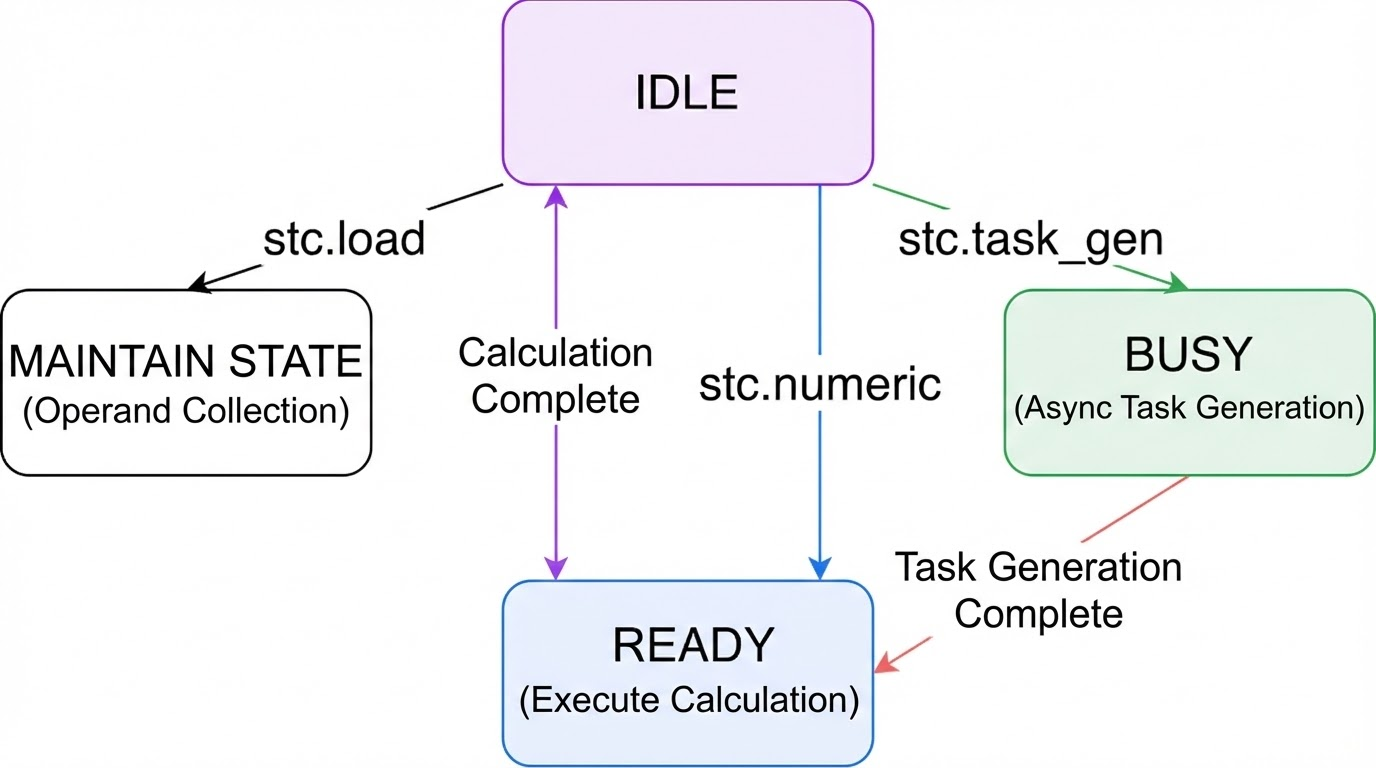 IDLE
stc.load
stc.task_gen
MAINTAIN STATE
(Operand Collection)
Calculation
Complete
stc.numeric
BUSY
(Async Task Generation)
Task Generation
Complete
READY
(Execute Calculation)